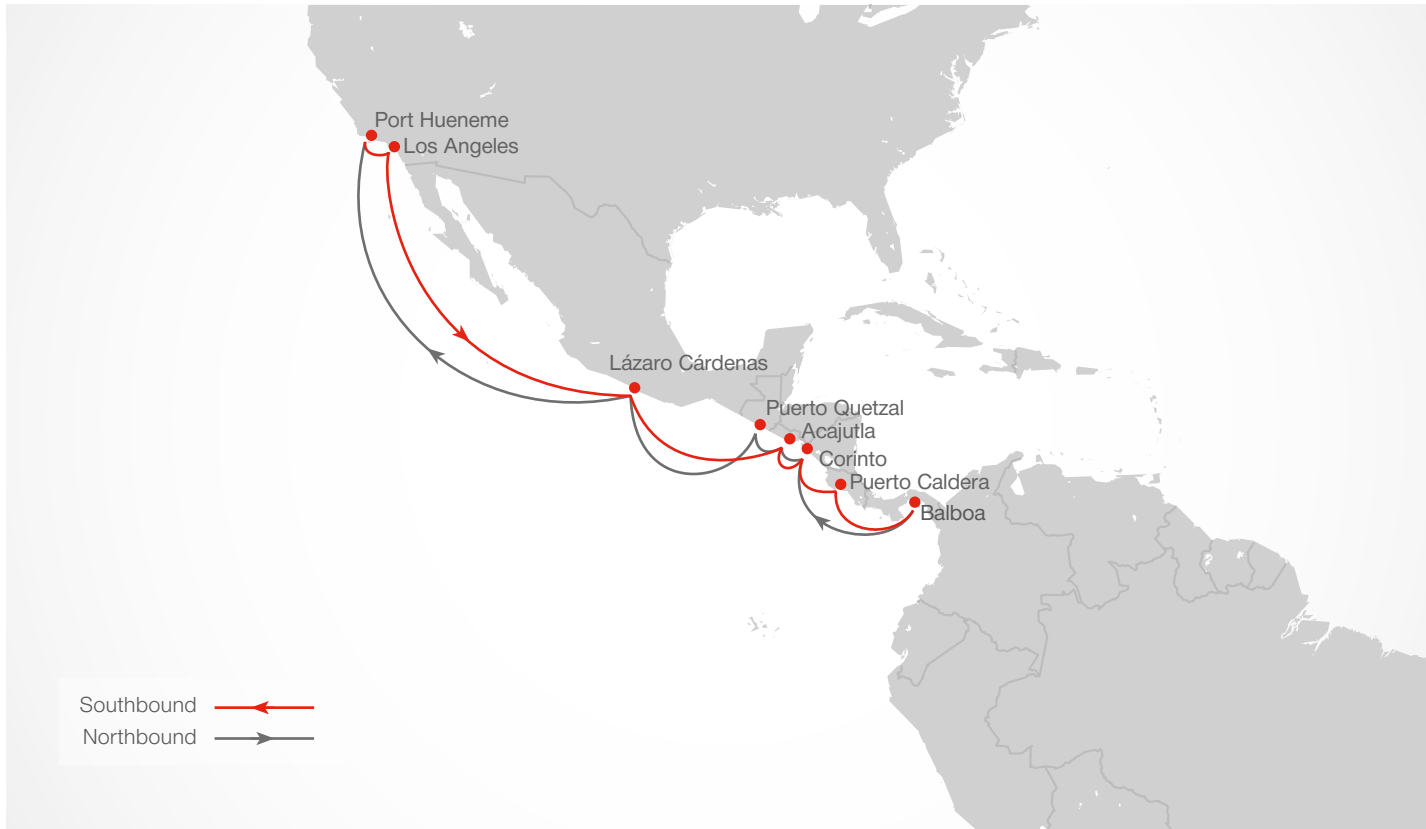 Port Hueneme
Los Angeles
Lázaro Cárdenas
Puerto Quetzal
Acajutla
Corinto
Puerto Caldera
Balboa
Southbound
Northbound